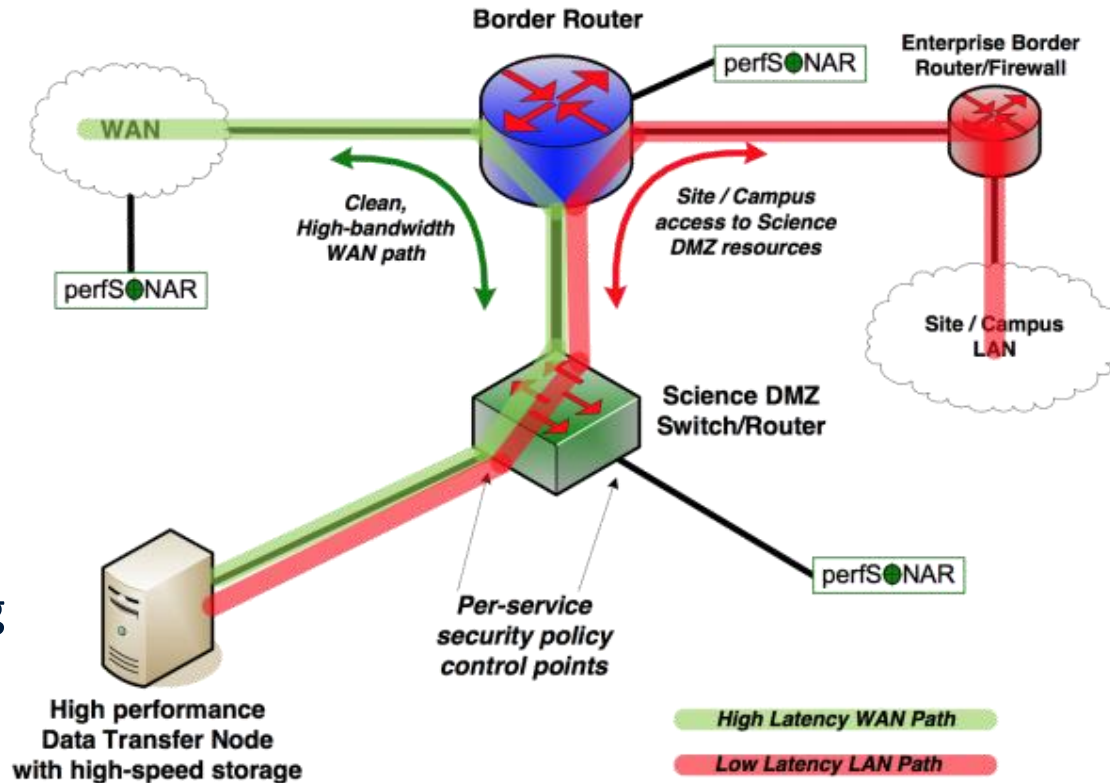 Border Router
perfSONAR
Enterprise Border
Router/Firewall
WAN
Clean,
High-bandwidth
WAN path
Site / Campus
access to Science
DMZ resources
perfSONAR
Site / Campus
LAN
Science DMZ
Switch/Router
perfSONAR
g
Per-service
security policy
control points
High performance
Data Transfer Node
with high-speed storage
High Latency WAN Path
Low Latency LAN Path